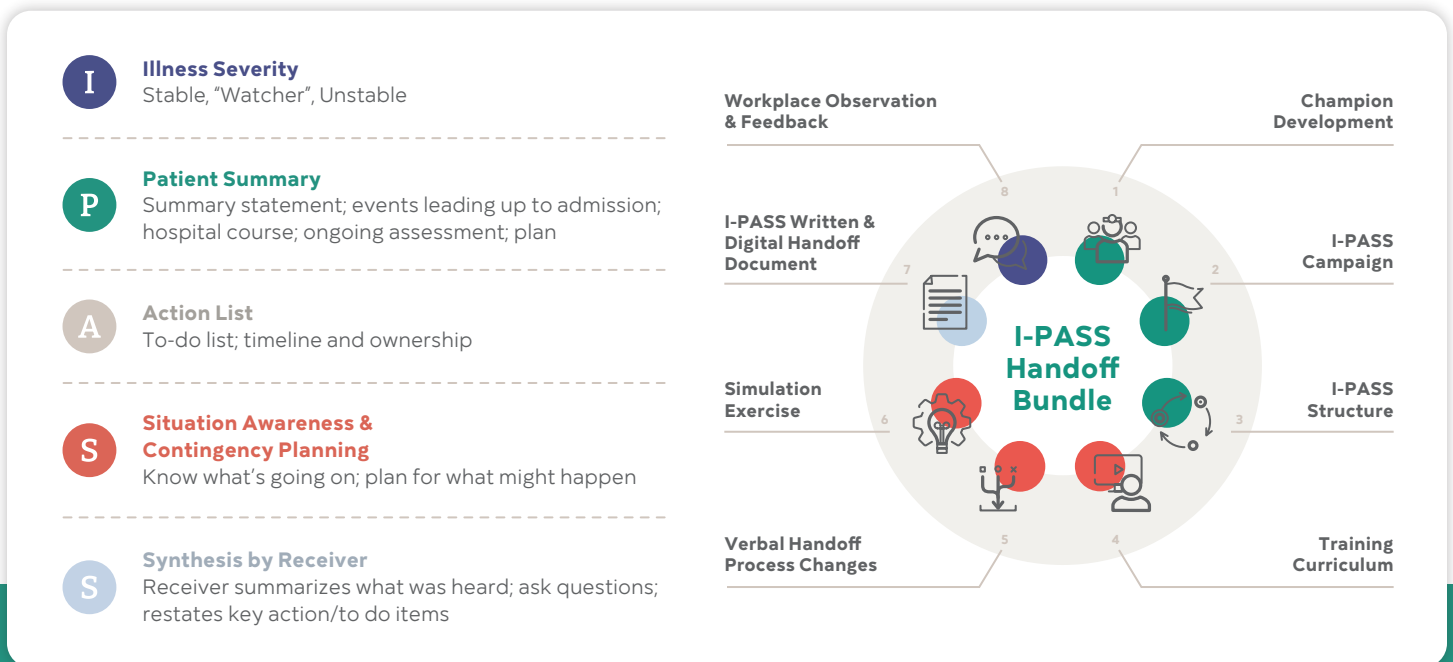 I
Illness Severity
Stable, “Watcher”, Unstable
P
Patient Summary
Summary statement; events leading up to admission;
hospital course; ongoing assessment; plan
A
Action List
To-do list; timeline and ownership
S
Situation Awareness &
Contingency Planning
Know what’s going on; plan for what might happen
S
Synthesis by Receiver
Receiver summarizes what was heard; ask questions;
restates key action/to do items
Workplace Observation
& Feedback
8
Champion
Development
1
I-PASS Written &
Digital Handoff
Document
7
I-PASS
Campaign
2
I-PASS
Handoff
Bundle
Simulation
Exercise
6
I-PASS
Structure
3
Verbal Handoff
Process Changes
5
Training
Curriculum
4